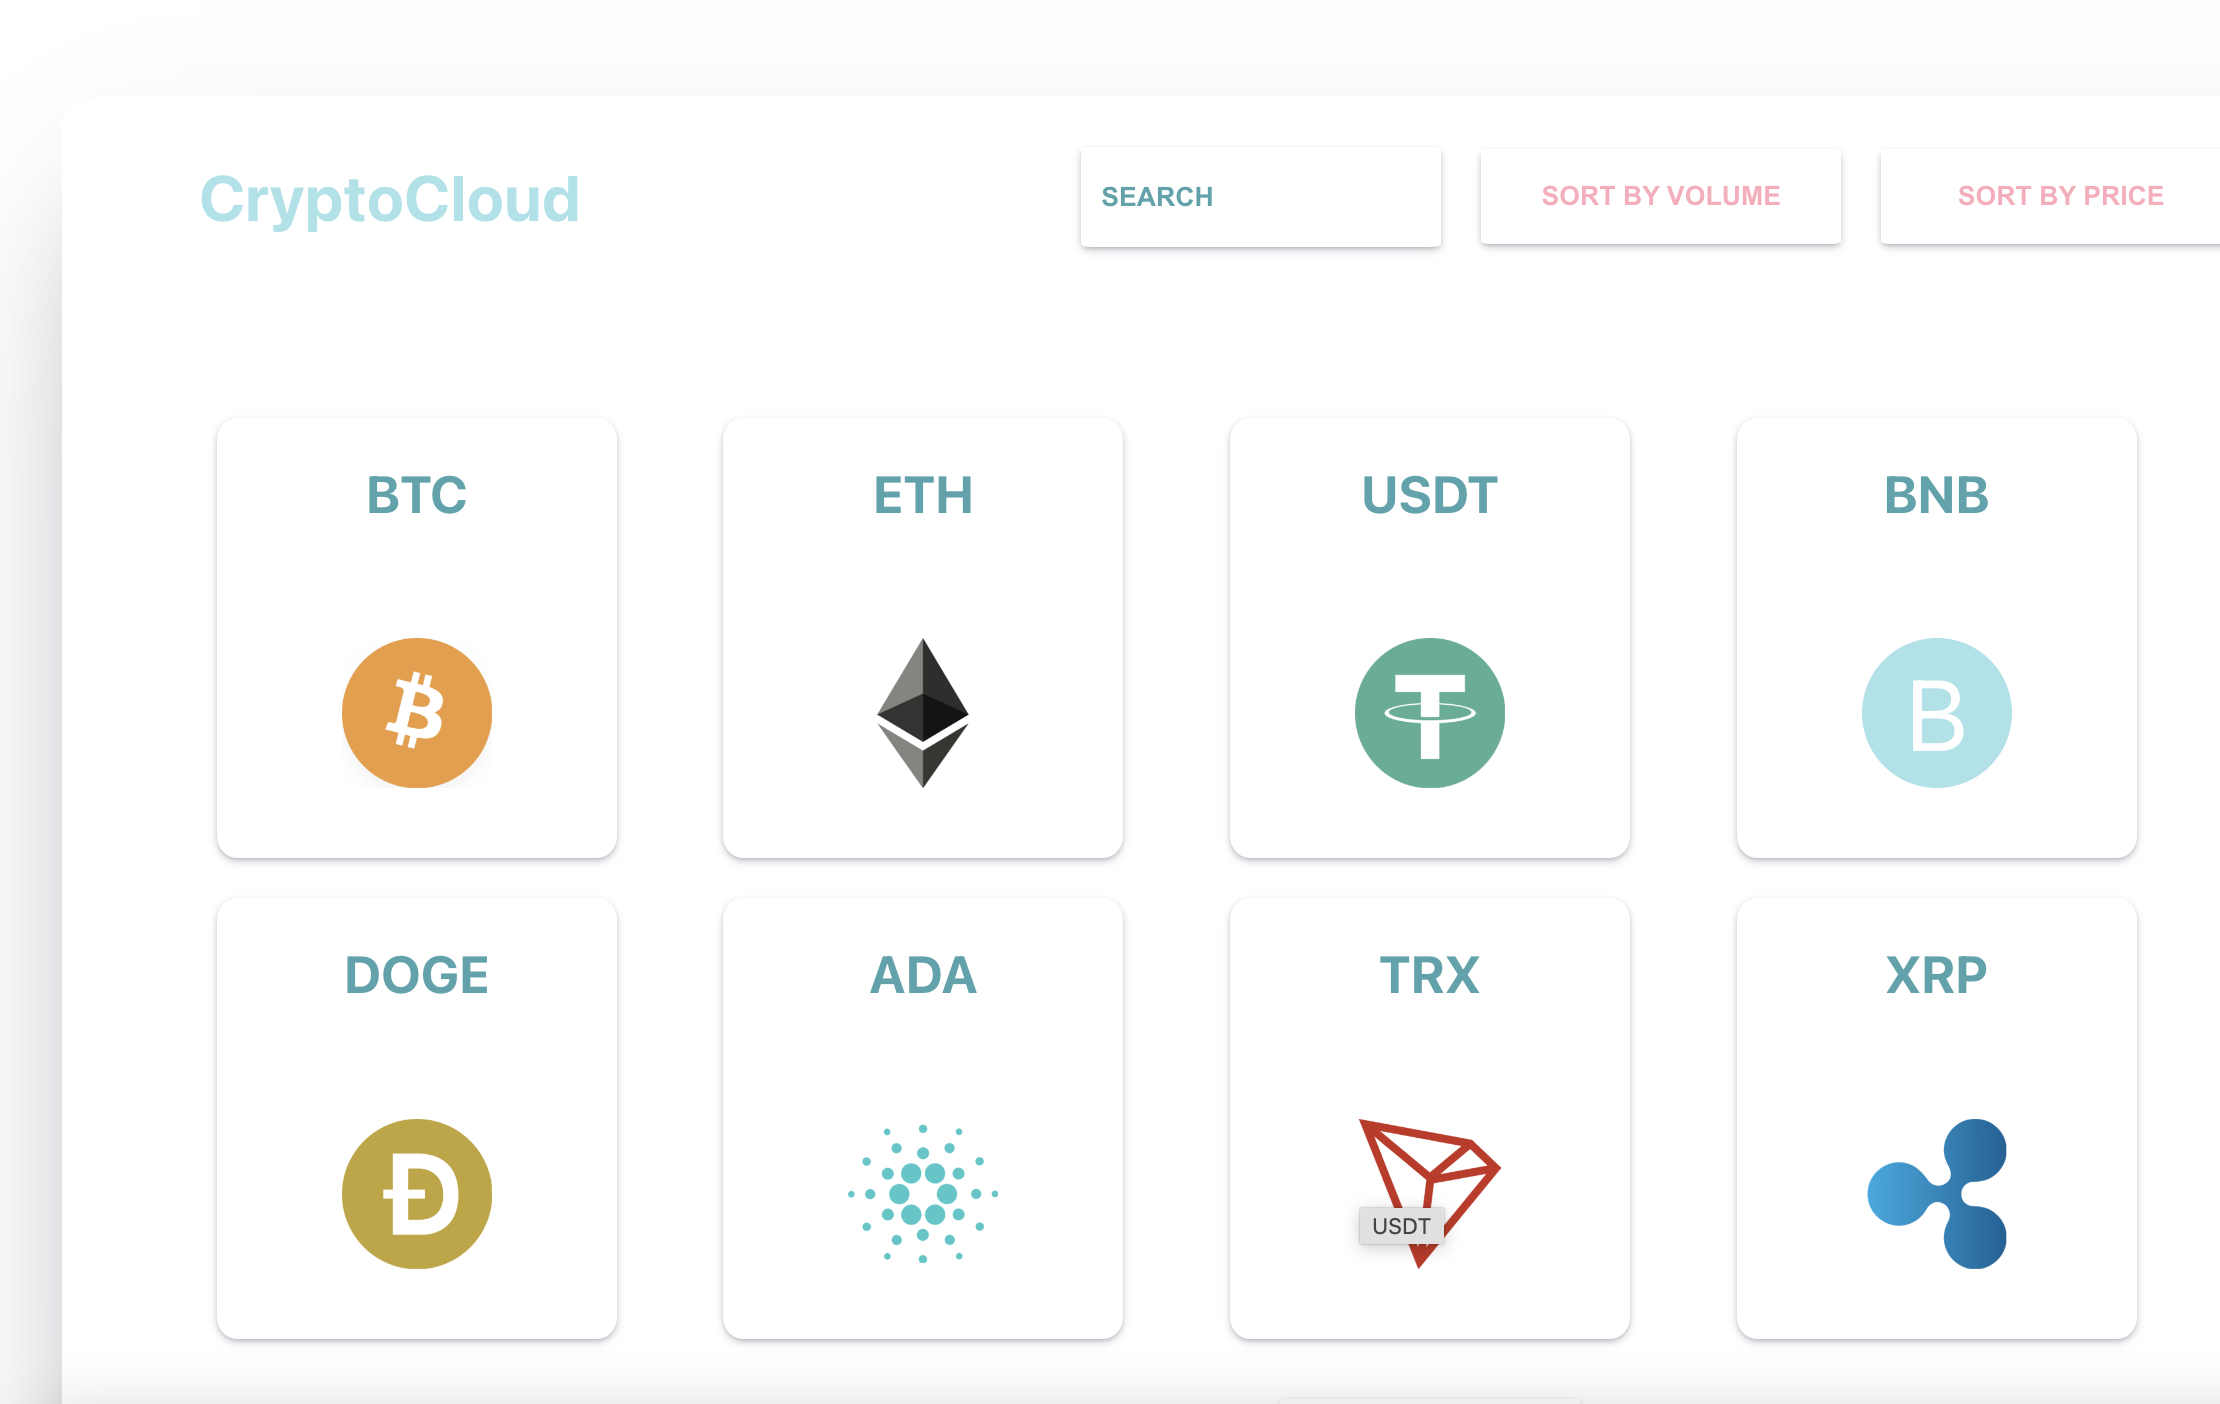 CryptoCloud
SEARCH
SORT BY VOLUME
SORT BY PRICE
BTC
ETH
USDT
BNB
B
DOGE
ADA
TRX
XRP
USDT